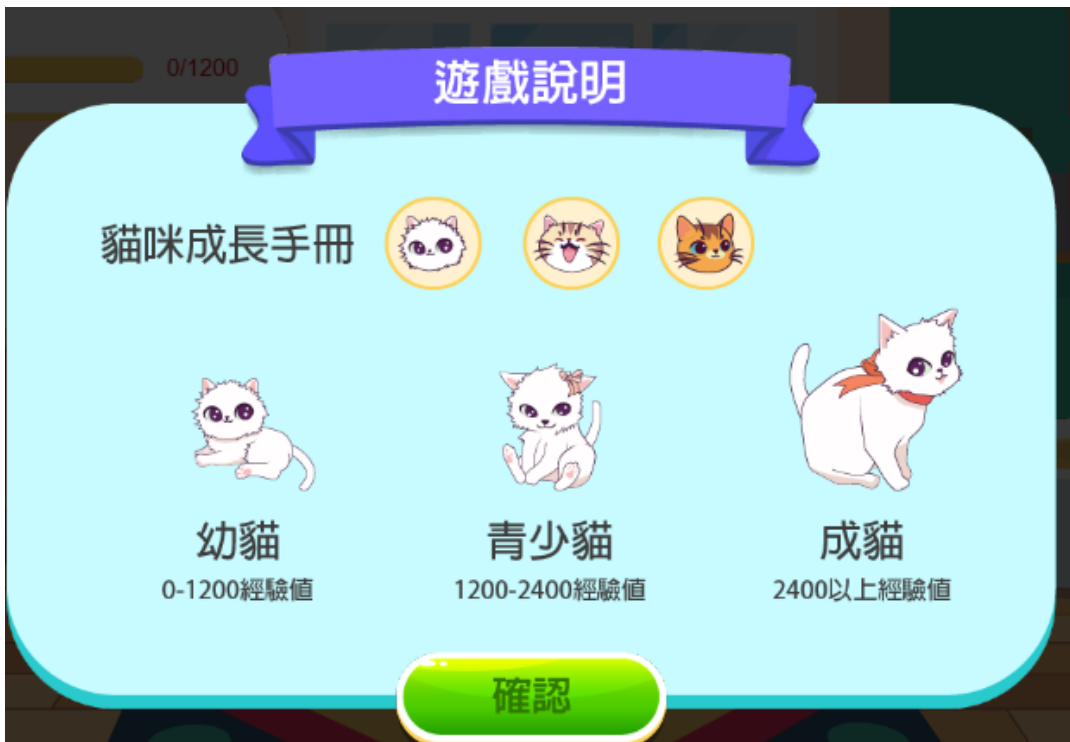 0/1200
遊戲說明
貓咪成長手冊
幼貓
0-1200經驗值
青少貓
1200-2400經驗值
成貓
2400以上經驗值
確認